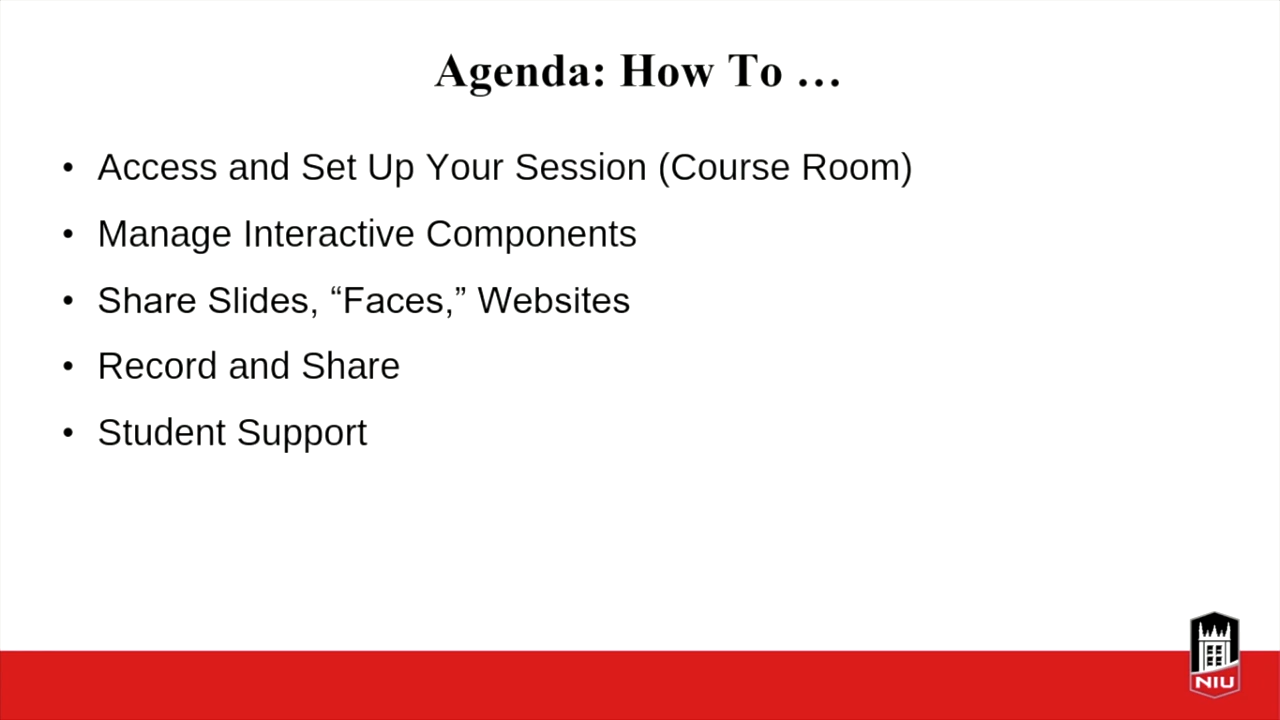 Agenda: How To …
• Access and Set Up Your Session (Course Room)
• Manage Interactive Components
• Share Slides, “Faces,” Websites
• Record and Share
• Student Support
NIU